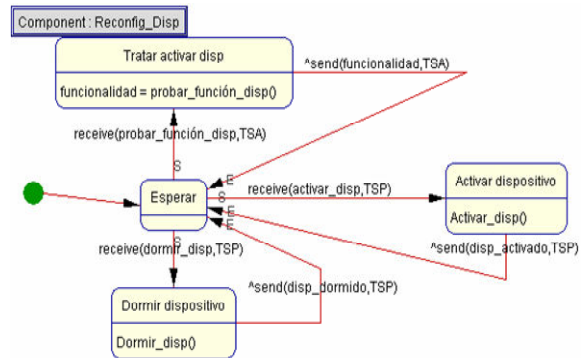 Component : Reconfig_Disp
Tratar activar disp
^send(funcionalidad,TSA)
funcionalidad = probar_función_disp()
receive(probar_función_disp,TSA)
S
E
Esperar
S
receive(activar_disp,TSP)
Activar dispositivo
Activar_disp()
E
E
S
receive(dormir_disp,TSP)
^send(disp_activado,TSP)
^send(disp_dormido,TSP)
Dormir dispositivo
Dormir_disp()